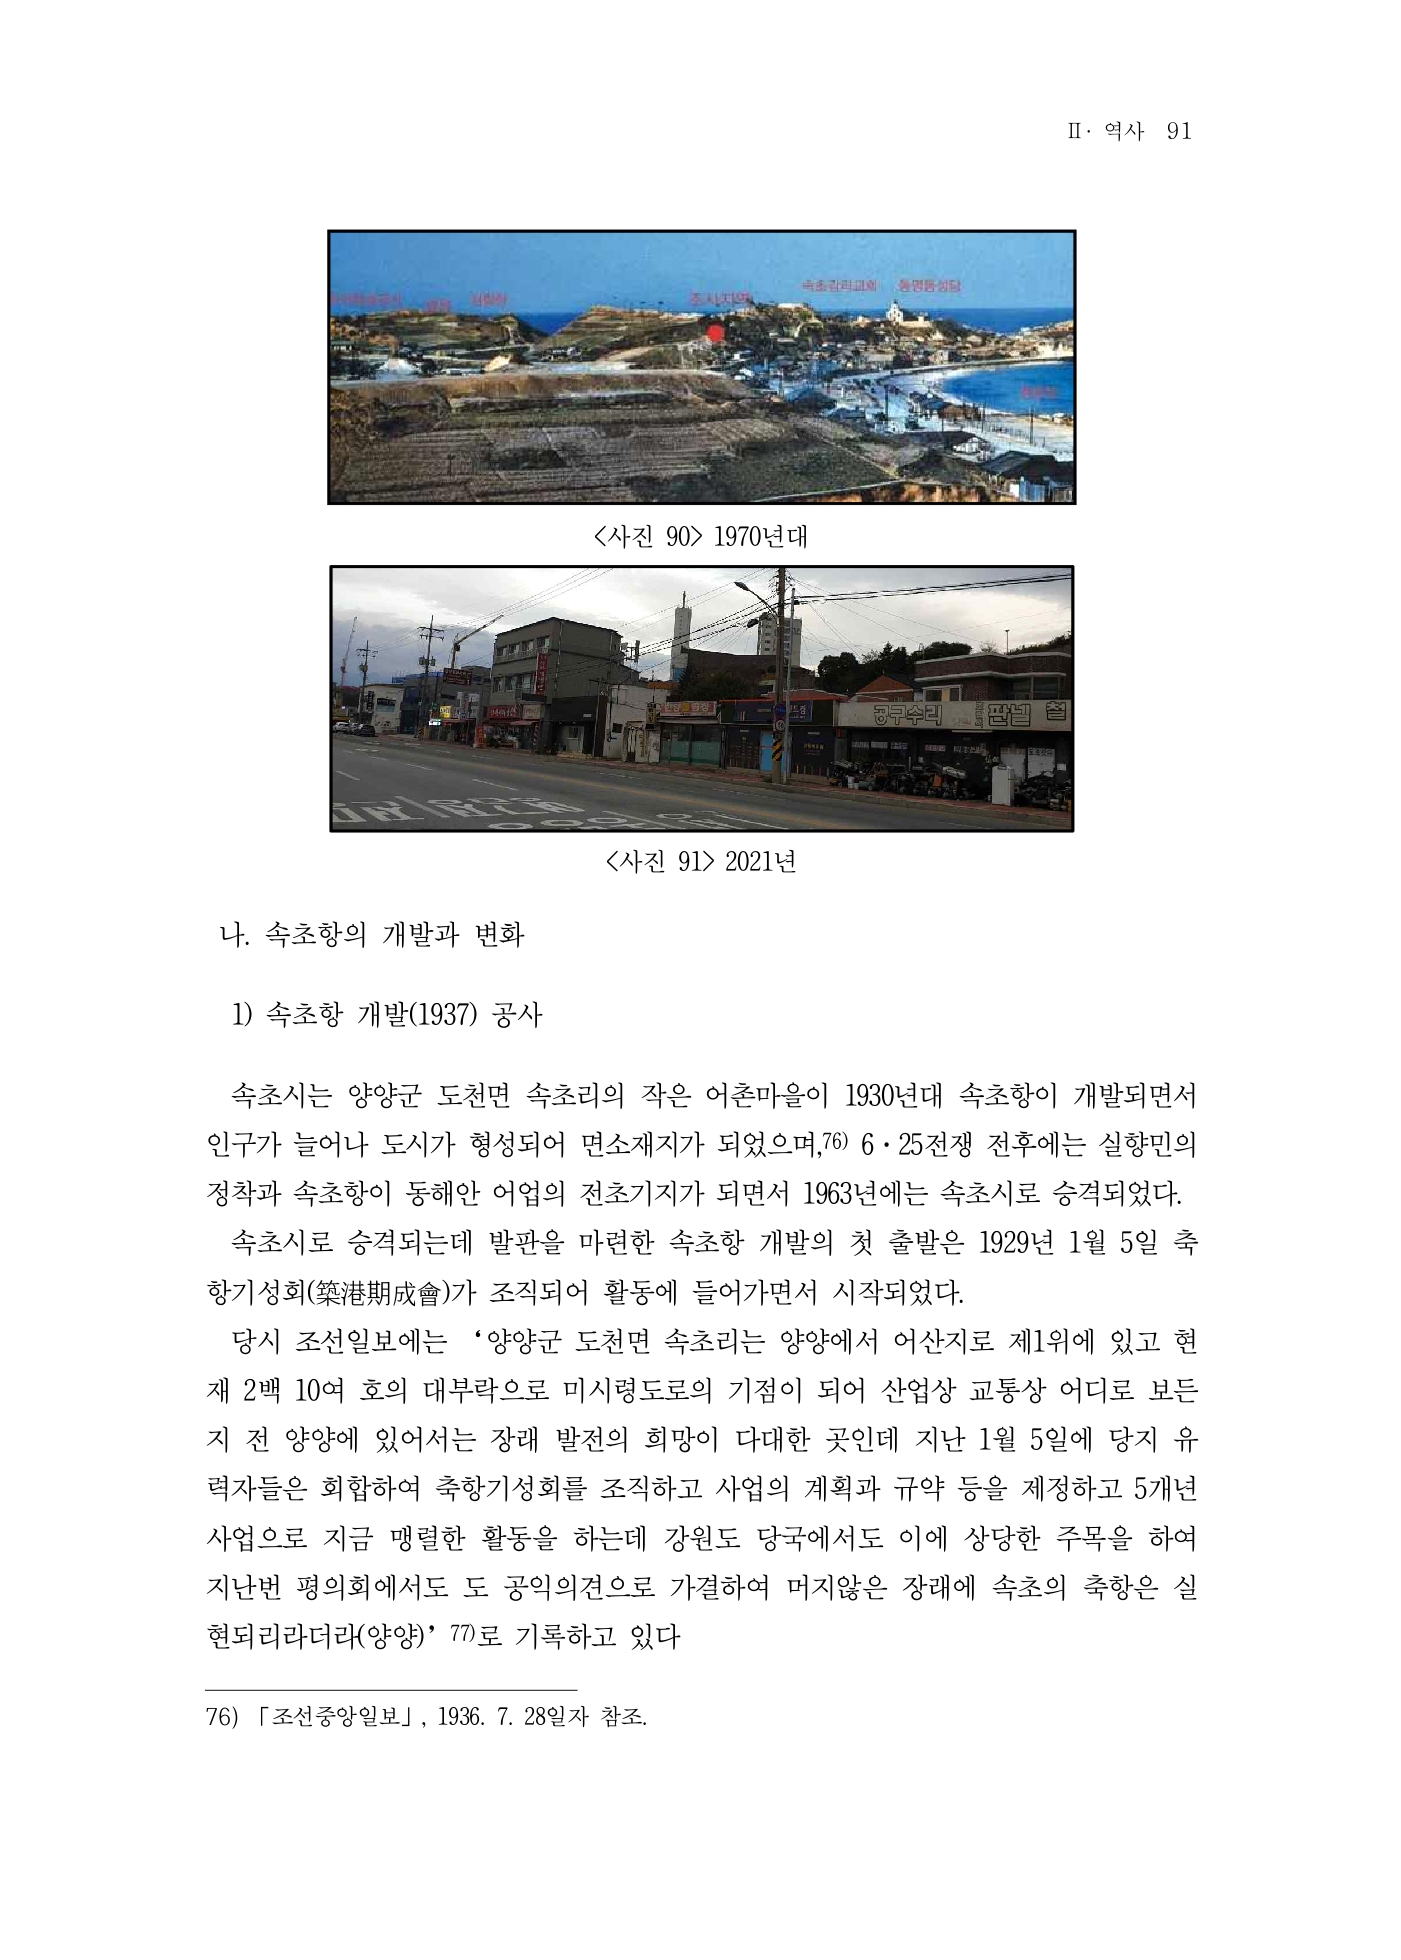 Ⅱ· 역사 91
속초감리교회 동명동성당
조사지역
<사진 90> 1970년대
공구수리 판넬 철
<사진 91> 2021년
나. 속초항의 개발과 변화
1) 속초항 개발(1937) 공사
속초시는 양양군 도천면 속초리의 작은 어촌마을이 1930년대 속초항이 개발되면서
인구가 늘어나 도시가 형성되어 면소재지가 되었으며,76) 6·25전쟁 전후에는 실향민의
정착과 속초항이 동해안 어업의 전초기지가 되면서 1963년에는 속초시로 승격되었다.
속초시로 승격되는데 발판을 마련한 속초항 개발의 첫 출발은 1929년 1월 5일 축
항기성회(築港期成會)가 조직되어 활동에 들어가면서 시작되었다.
당시 조선일보에는 ‘양양군 도천면 속초리는 양양에서 어산지로 제1위에 있고 현
재 2백 10여 호의 대부락으로 미시령도로의 기점이 되어 산업상 교통상 어디로 보든
지 전 양양에 있어서는 장래 발전의 희망이 다대한 곳인데 지난 1월 5일에 당지 유
력자들은 회합하여 축항기성회를 조직하고 사업의 계획과 규약 등을 제정하고 5개년
사업으로 지금 맹렬한 활동을 하는데 강원도 당국에서도 이에 상당한 주목을 하여
지난번 평의회에서도 도 공익의견으로 가결하여 머지않은 장래에 속초의 축항은 실
현되리라더라(양양)’ 77)로 기록하고 있다
76) 「조선중앙일보」, 1936. 7. 28일자 참조.